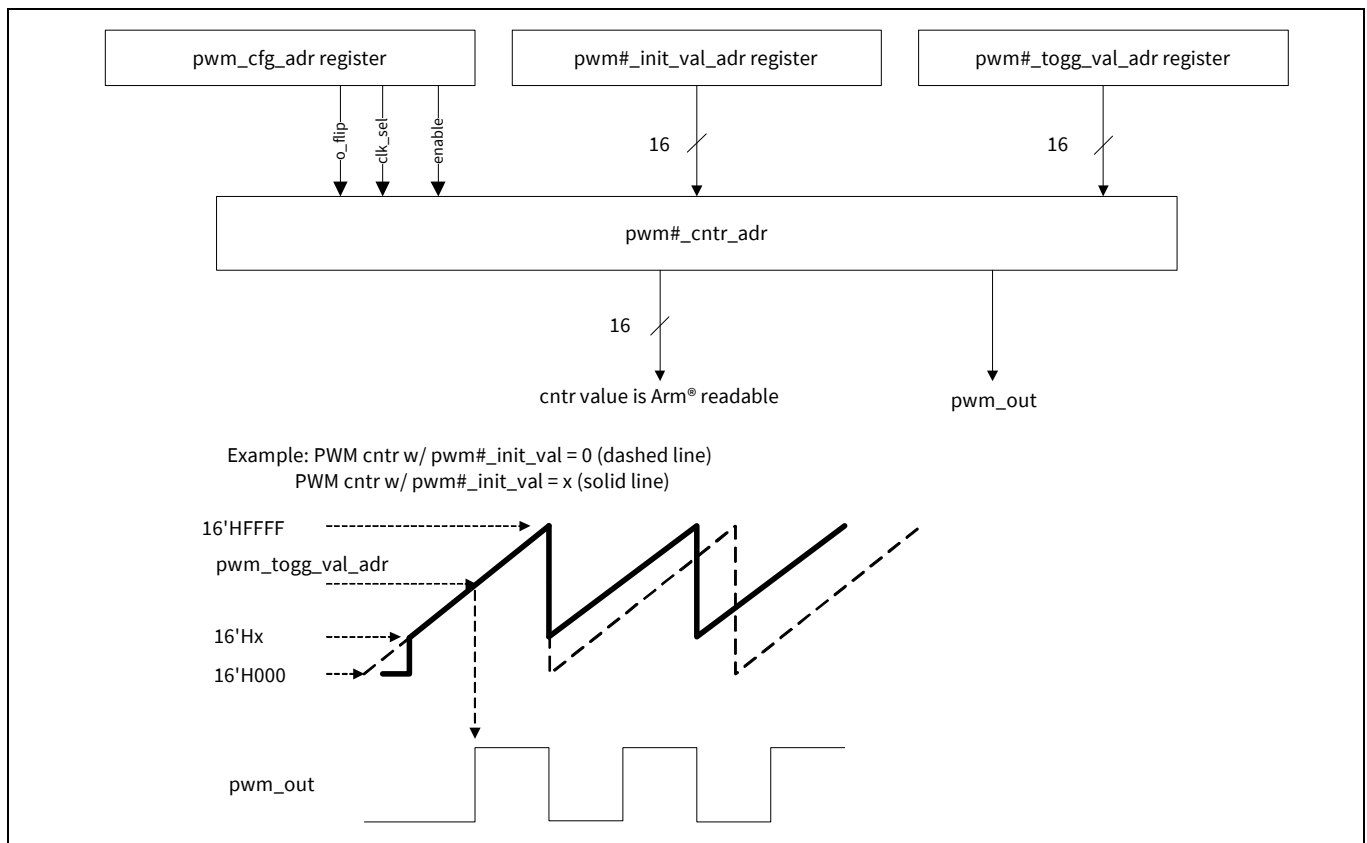 pwm_cfg_adr register
pwm#_init_val_adr register
pwm#_togg_val_adr register
o_flip
clk_sel
enable
16
16
pwm#_cntr_adr
16
cntr value is Arm® readable
pwm_out
Example: PWM cntr w/ pwm#_init_val = 0 (dashed line)
PWM cntr w/ pwm#_init_val = x (solid line)
16'HFFFF
pwm_togg_val_adr
16'Hx
16'H000
pwm_out